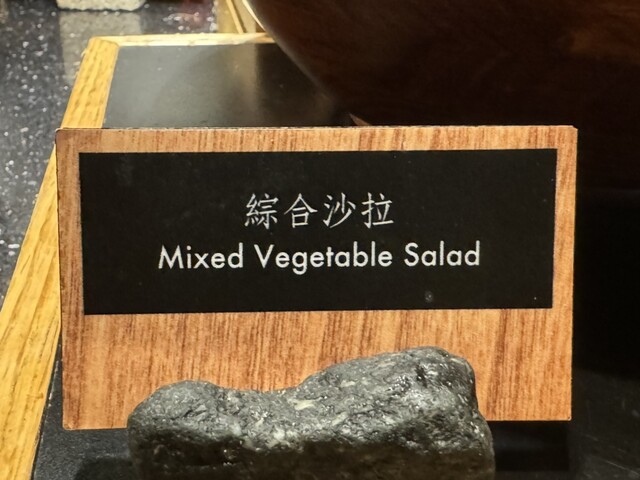 綜合沙拉
Mixed Vegetable Salad